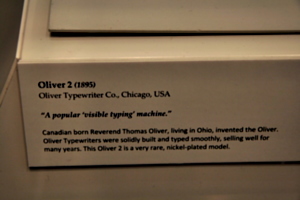 Oliver 2 (1895)
Oliver Typewriter Co., Chicago, USA
"A popular 'visible typing' machine."
Canadian born Reverend Thomas Oliver, living in Ohio, invented the Oliver.
Oliver Typewriters were solidly built and typed smoothly, selling well for
many years. This Oliver 2 is a very rare, nickel-plated model.